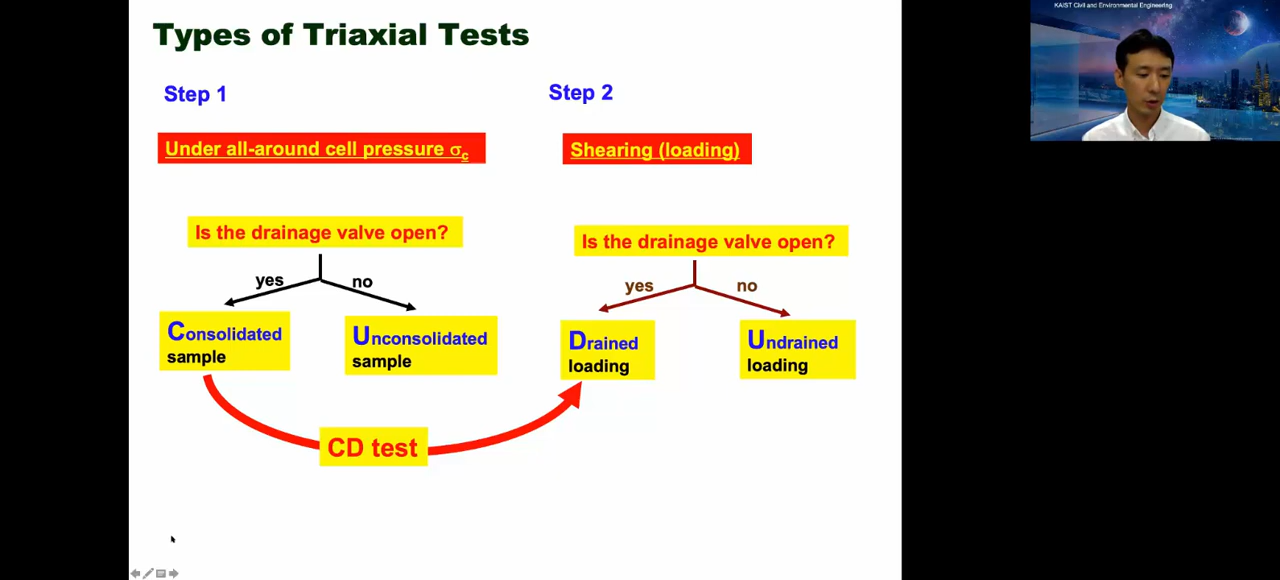 KAIST Civil and Environmental Engineering
Types of Triaxial Tests
Step 1
Step 2
Under all-around cell pressure σc
Shearing (loading)
Is the drainage valve open?
Is the drainage valve open?
yes
no
yes
no
Consolidated
sample
Unconsolidated
sample
Drained
loading
Undrained
loading
CD test